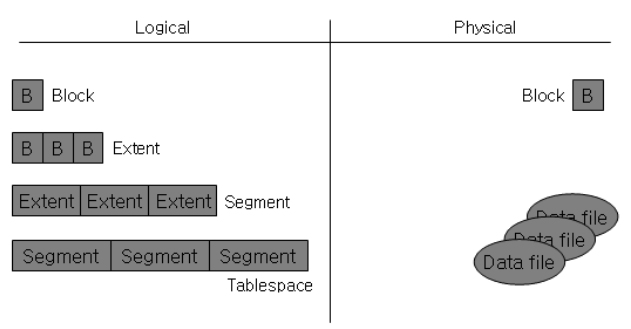 Logical Physical
B Block Block B
B B B Extent
Extent Extent Extent Segment
Data file
Data file
Segment Segment Segment Data file
Tablespace